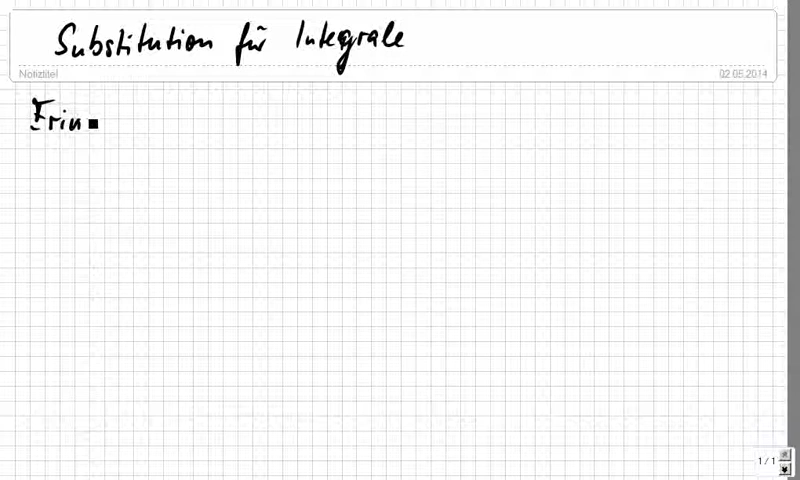 Substitution für Integrale
Notiztitel
02.05.2014
Erin
1 / 1